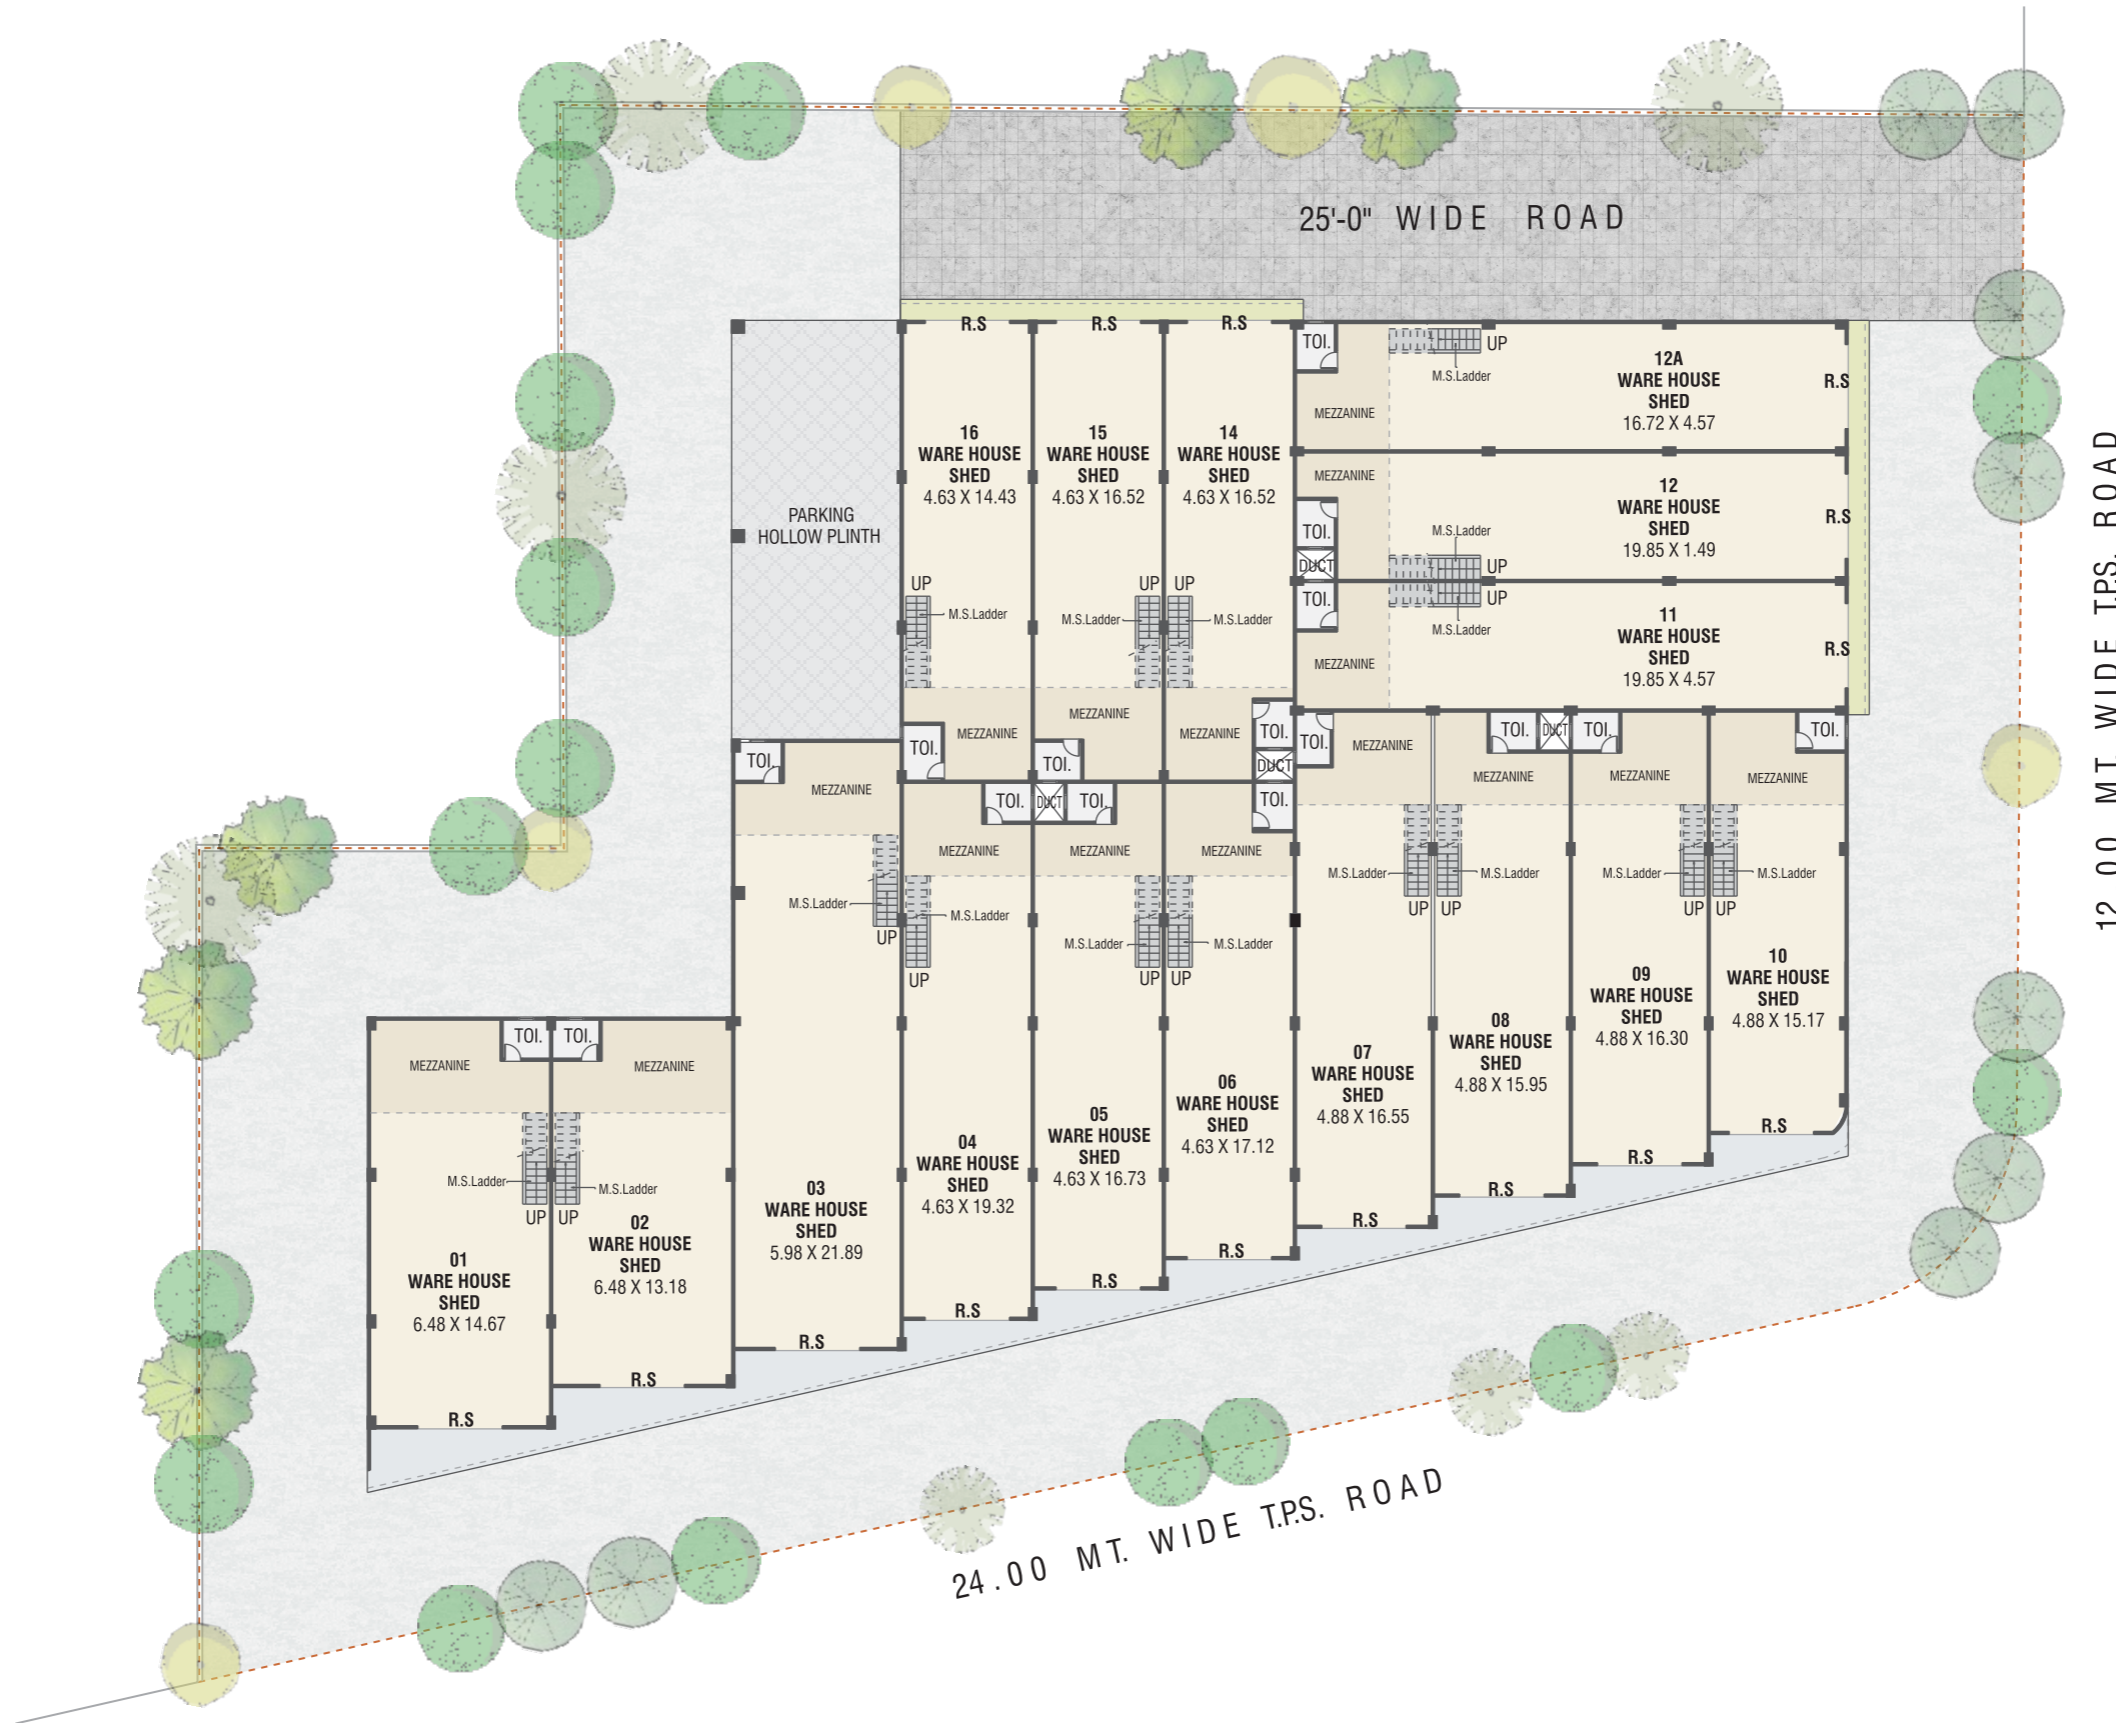 25'-0" WIDE ROAD
R.S
R.S
R.S
TOI.
UP
M.S.Ladder
MEZZANINE
12A
WARE HOUSE
SHED
16.72 X 4.57
R.S
16
WARE HOUSE
SHED
4.63 X 14.43
15
WARE HOUSE
SHED
4.63 X 16.52
14
WARE HOUSE
SHED
4.63 X 16.52
MEZZANINE
TOI.
DUCT
TOI.
M.S.Ladder
UP
UP
M.S.Ladder
12
WARE HOUSE
SHED
19.85 X 1.49
R.S
PARKING
HOLLOW PLINTH
UP
M.S.Ladder
UP
UP
M.S.Ladder
M.S.Ladder
MEZZANINE
11
WARE HOUSE
SHED
19.85 X 4.57
R.S
12.00 MT WIDE T.P.S. ROAD
TOI.
MEZZANINE
TOI.
MEZZANINE
MEZZANINE
TOI.
MEZZANINE
TOI.
DUCT
TOI.
TOI.
MEZZANINE
TOI.
DUCT
TOI.
TOI.
MEZZANINE
MEZZANINE
MEZZANINE
TOI.
DUCT
TOI.
MEZZANINE
MEZZANINE
MEZZANINE
M.S.Ladder
UP
M.S.Ladder
UP
M.S.Ladder
UP
UP
M.S.Ladder
M.S.Ladder
UP
UP
M.S.Ladder
M.S.Ladder
UP
UP
M.S.Ladder
10
WARE HOUSE
SHED
4.88 X 15.17
R.S
09
WARE HOUSE
SHED
4.88 X 16.30
R.S
08
WARE HOUSE
SHED
4.88 X 15.95
R.S
07
WARE HOUSE
SHED
4.88 X 16.55
R.S
06
WARE HOUSE
SHED
4.63 X 17.12
R.S
05
WARE HOUSE
SHED
4.63 X 16.73
R.S
04
WARE HOUSE
SHED
4.63 X 19.32
R.S
03
WARE HOUSE
SHED
5.98 X 21.89
R.S
TOI.
TOI.
MEZZANINE
MEZZANINE
M.S.Ladder
M.S.Ladder
UP
UP
02
WARE HOUSE
SHED
6.48 X 13.18
R.S
01
WARE HOUSE
SHED
6.48 X 14.67
R.S
24.00 MT. WIDE T.P.S. ROAD